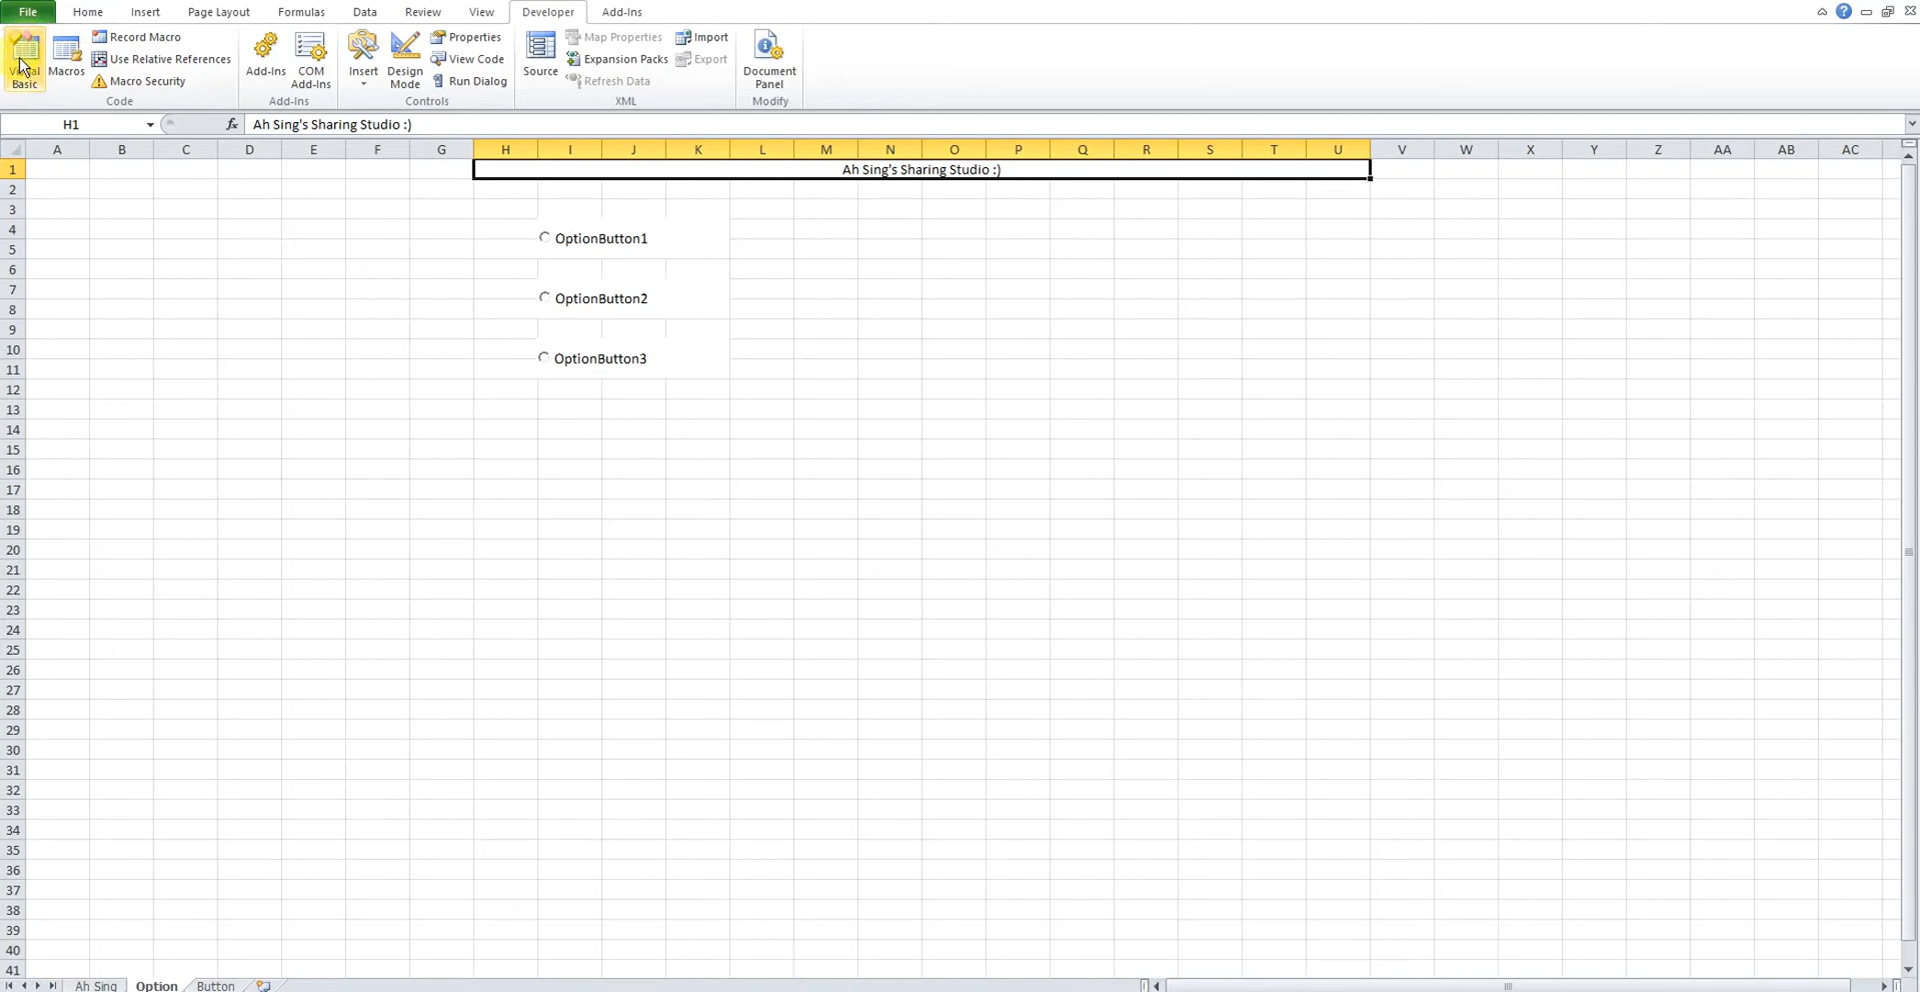 File Home Insert Page Layout Formulas Data Review View Developer Add-Ins
Visual Basic
Macros
Record Macro
Use Relative References
Macro Security
Code
Add-Ins
COM Add-Ins
Add-Ins
Insert
Design Mode
Properties
View Code
Run Dialog
Controls
Source
Map Properties
Expansion Packs
Refresh Data
Import
Export
XML
Document Panel
Modify
H1 fx Ah Sing's Sharing Studio :)
A B C D E F G H I J K L M N O P Q R S T U V W X Y Z AA AB AC
1 Ah Sing's Sharing Studio :)
2
3
4 OptionButton1
5
6
7 OptionButton2
8
9
10 OptionButton3
11
12
13
14
15
16
17
18
19
20
21
22
23
24
25
26
27
28
29
30
31
32
33
34
35
36
37
38
39
40
41
Ah Sing Option Button